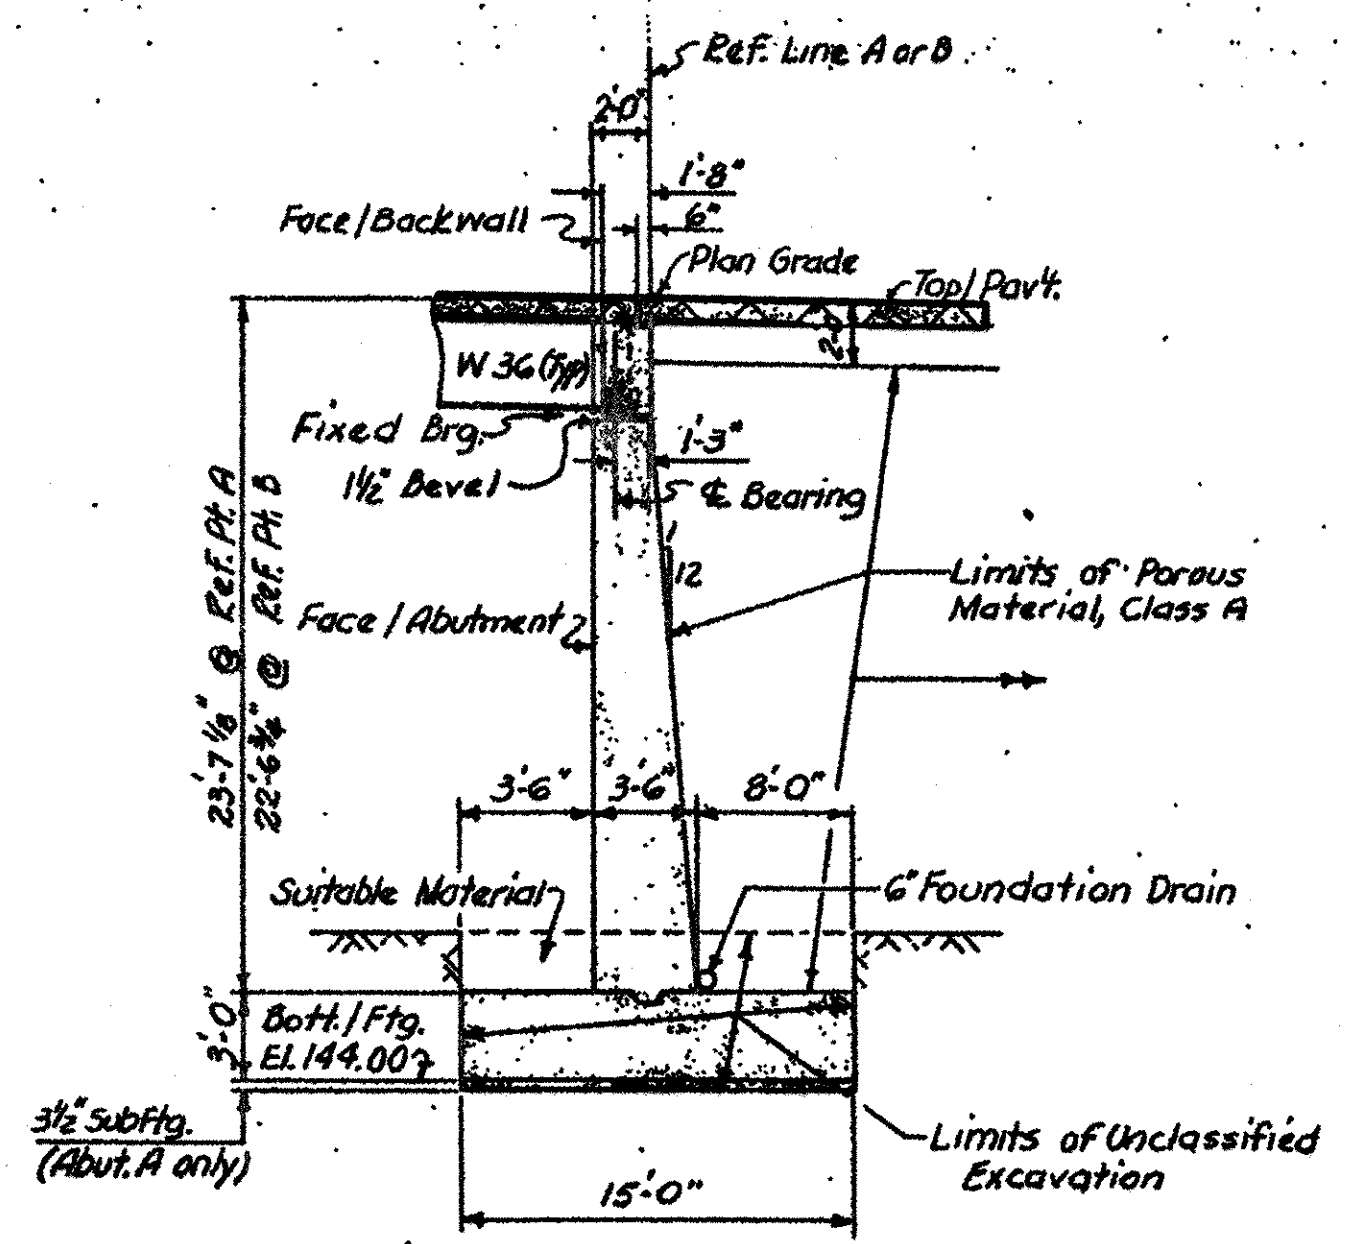 Ref. Line A or B
2'-0"
1'-8"
Face/Backwall
6"
Plan Grade
Top/Pav't.
2'-0
W 36 (Typ)
Fixed Brg.
1'-3"
1½" Bevel
℄ Bearing
1
12
Limits of Porous
Material, Class A
Face/Abutment
23'-7⅛" @ Ref. Pt. A
22'-6¾" @ Ref. Pt. B
3'-6"
3'-6"
8'-0"
Suitable Material
6" Foundation Drain
3'-0"
Bott./Ftg.
El. 144.00
3½" Subftg.
(Abut. A only)
Limits of Unclassified
Excavation
15'-0"